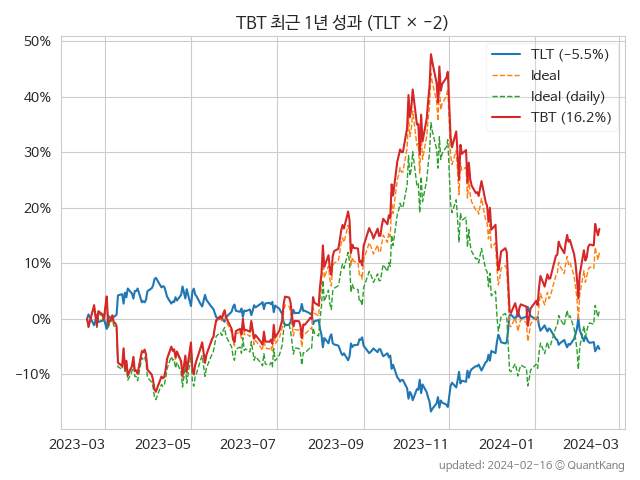 TBT 최근 1년 성과 (TLT × −2)
TLT (−5.5%)
Ideal
Ideal (daily)
TBT (16.2%)
50%
40%
30%
20%
10%
0%
−10%
2023-03 2023-05 2023-07 2023-09 2023-11 2024-01 2024-03
updated: 2024-02-16 © QuantKang